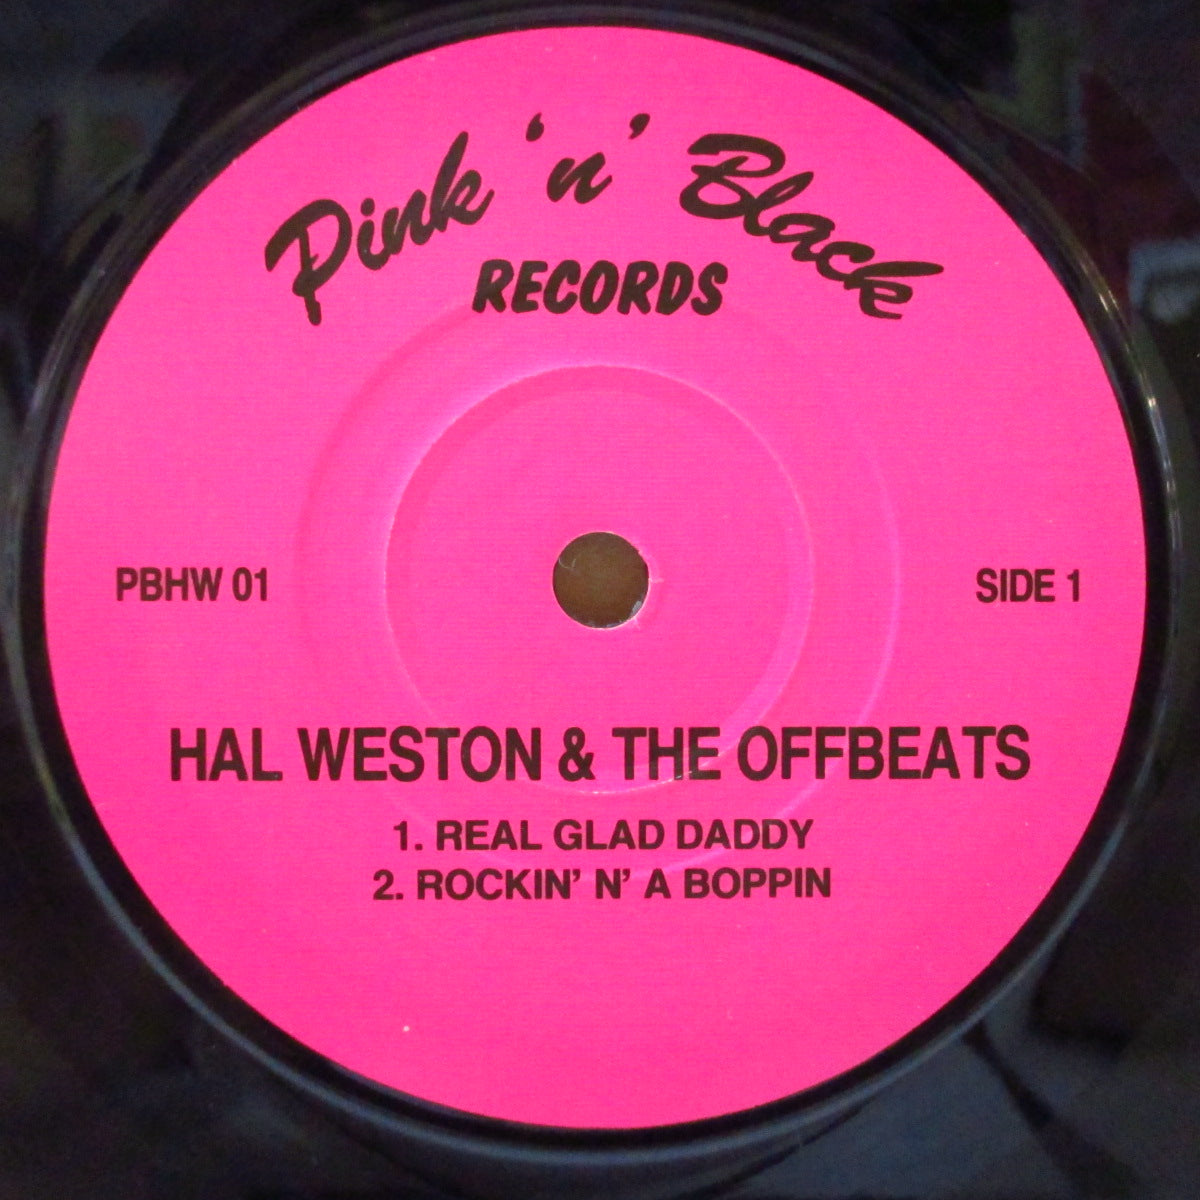 Pink 'n' Black
RECORDS
PBHW 01
SIDE 1
HAL WESTON & THE OFFBEATS
1. REAL GLAD DADDY
2. ROCKIN' N' A BOPPIN